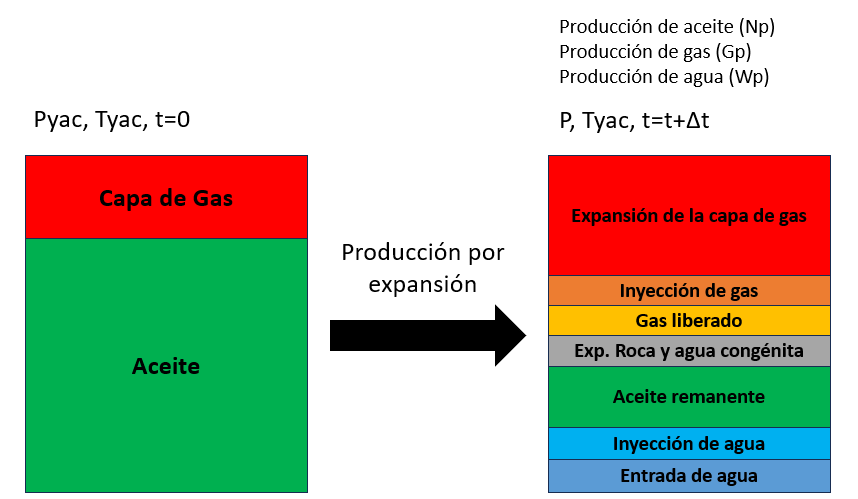 Producción de aceite (Np)
Producción de gas (Gp)
Producción de agua (Wp)
Pyac, Tyac, t=0
P, Tyac, t=t+Δt
Capa de Gas
Aceite
Producción por
expansión
Expansión de la capa de gas
Inyección de gas
Gas liberado
Exp. Roca y agua congénita
Aceite remanente
Inyección de agua
Entrada de agua